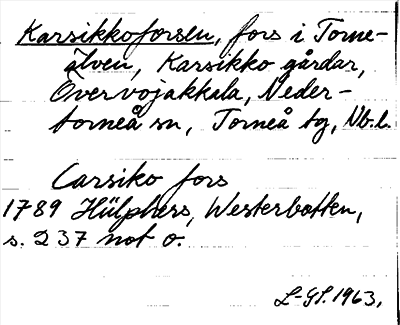 Karsikkoforsen, fors i Torne-
älven, Karsikko gårdar,
Övervojakkala, Neder-
torneå sn, Torneå tg, Nb. l.
Carsiko fors
1789 Hülphers, Westerbotten,
s. 237 not o.
L-GS. 1963.